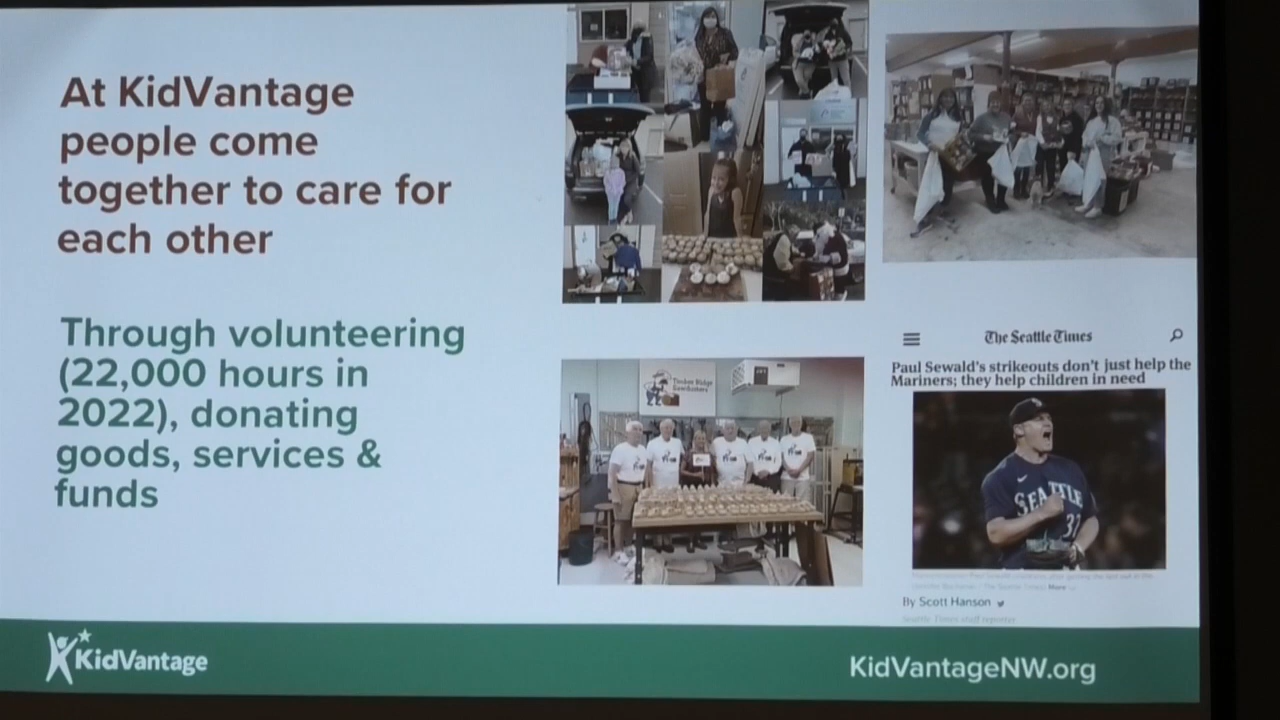 At KidVantage
people come
together to care for
each other
Through volunteering
(22,000 hours in
2022), donating
goods, services &
funds
The Seattle Times
Paul Sewald's strikeouts don't just help the
Mariners; they help children in need
SEATTLE
37
More
By Scott Hanson
Seattle Times staff reporter
KidVantage
KidVantageNW.org